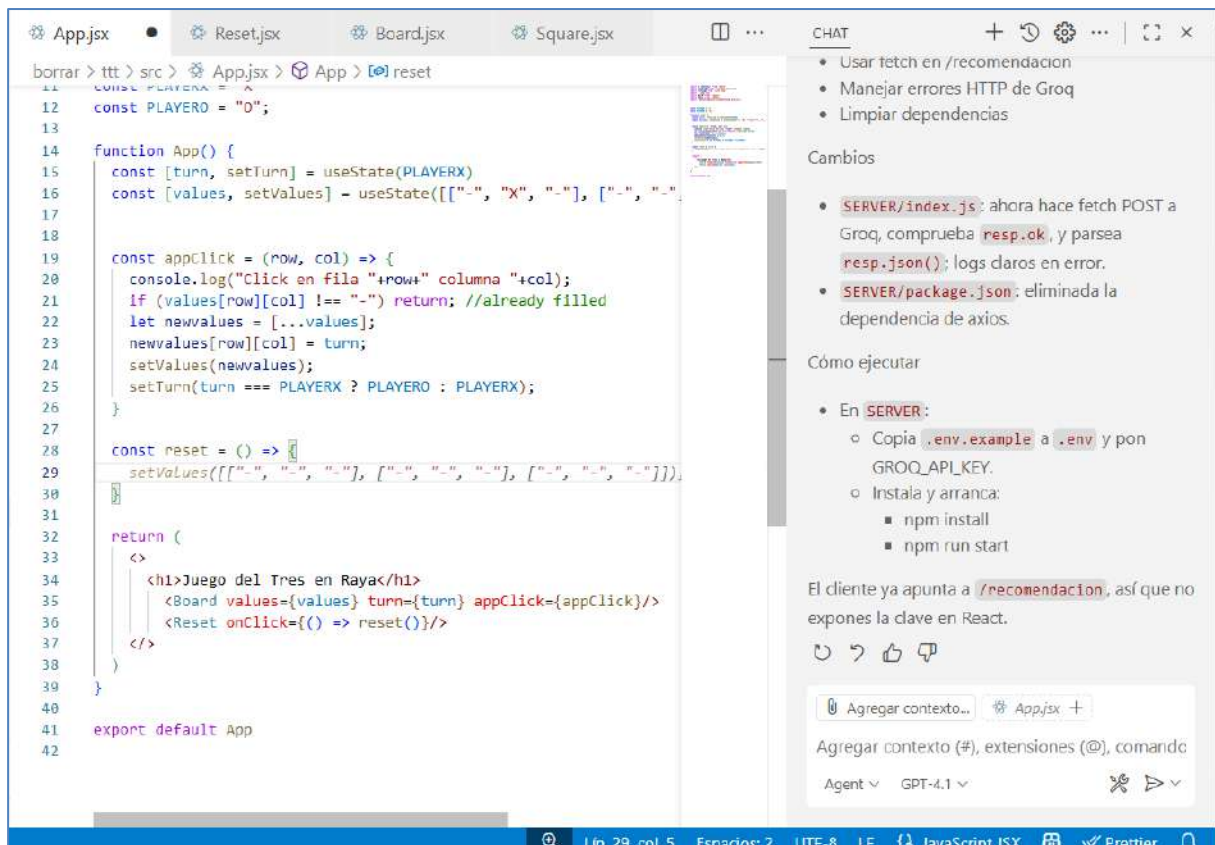 App.jsx
Reset.jsx
Board.jsx
Square.jsx
...
borrar > ttt > src > App.jsx > App > reset
11 const PLAYERX = "X"
12 const PLAYERO = "O";
13
14 function App() {
15 const [turn, setTurn] = useState(PLAYERX)
16 const [values, setValues] = useState([["-", "X", "-"], ["-", "-",
17
18
19 const appClick = (row, col) => {
20 console.log("Click en fila "+row+" columna "+col);
21 if (values[row][col] !== "-") return; //already filled
22 let newvalues = [...values];
23 newvalues[row][col] = turn;
24 setValues(newvalues);
25 setTurn(turn === PLAYERX ? PLAYERO : PLAYERX);
26 }
27
28 const reset = () => {
29 setValues([["-", "-", "-"], ["-", "-", "-"], ["-", "-", "-"]]);
30 }
31
32 return (
33 <>
34 <h1>Juego del Tres en Raya</h1>
35 <Board values={values} turn={turn} appClick={appClick}/>
36 <Reset onClick={() => reset()}/>
37 </>
38 )
39 }
40
41 export default App
42
CHAT
• Usar fetch en /recomendacion
• Manejar errores HTTP de Groq
• Limpiar dependencias
Cambios
• SERVER/index.js: ahora hace fetch POST a
Groq, comprueba resp.ok, y parsea
resp.json(); logs claros en error.
• SERVER/package.json: eliminada la
dependencia de axios.
Cómo ejecutar
• En SERVER:
○ Copia .env.example a .env y pon
GROQ_API_KEY.
○ Instala y arranca:
▪ npm install
▪ npm run start
El cliente ya apunta a /recomendacion, así que no
expones la clave en React.
Agregar contexto... App.jsx +
Agregar contexto (#), extensiones (@), comando
Agent GPT-4.1
Lín. 29, col. 5 Espacios: 2 UTF-8 LF {} JavaScript JSX Prettier